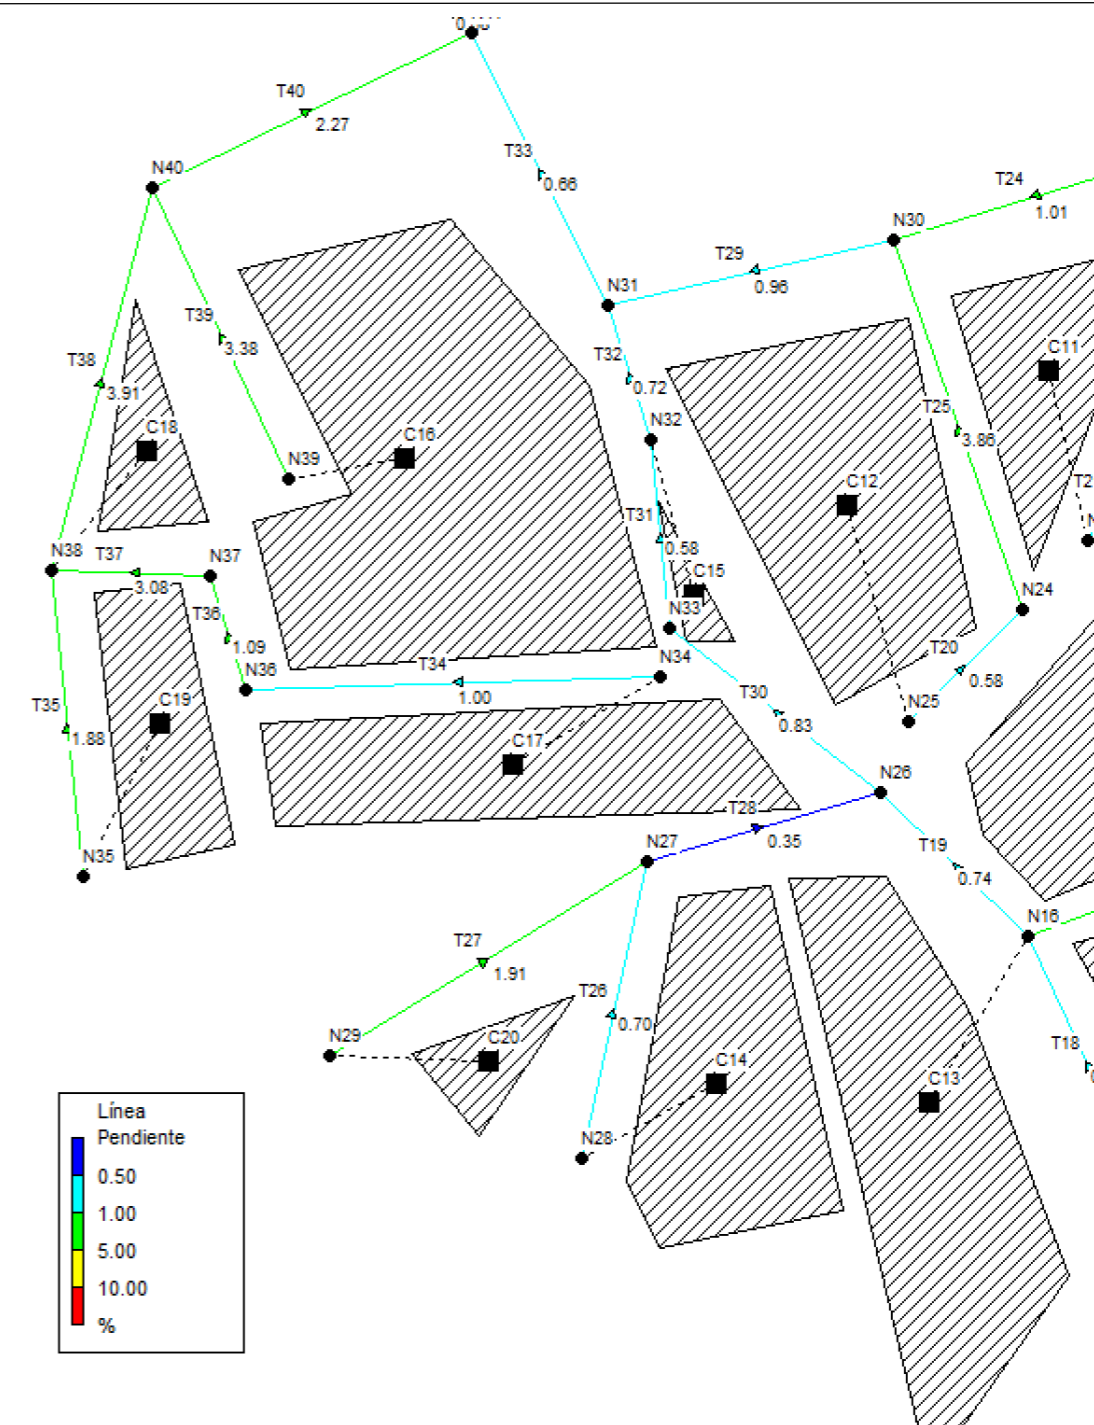 T40
2.27
T33
0.66
N40
T24
1.01
N30
T29
0.96
N31
T39
3.38
T32
0.72
T38
3.91
C11
T25
3.86
N32
C18
C16
N39
C12
T31
0.58
N38
T37
3.08
N37
C15
N33
N24
T36
1.09
N36
T34
1.00
N34
T20
0.58
T35
1.88
C19
T30
0.83
N25
C17
N26
T28
0.35
N27
T19
0.74
N35
N16
T27
1.91
T26
0.70
N29
C20
C14
C13
T18
N28
Línea
Pendiente
0.50
1.00
5.00
10.00
%